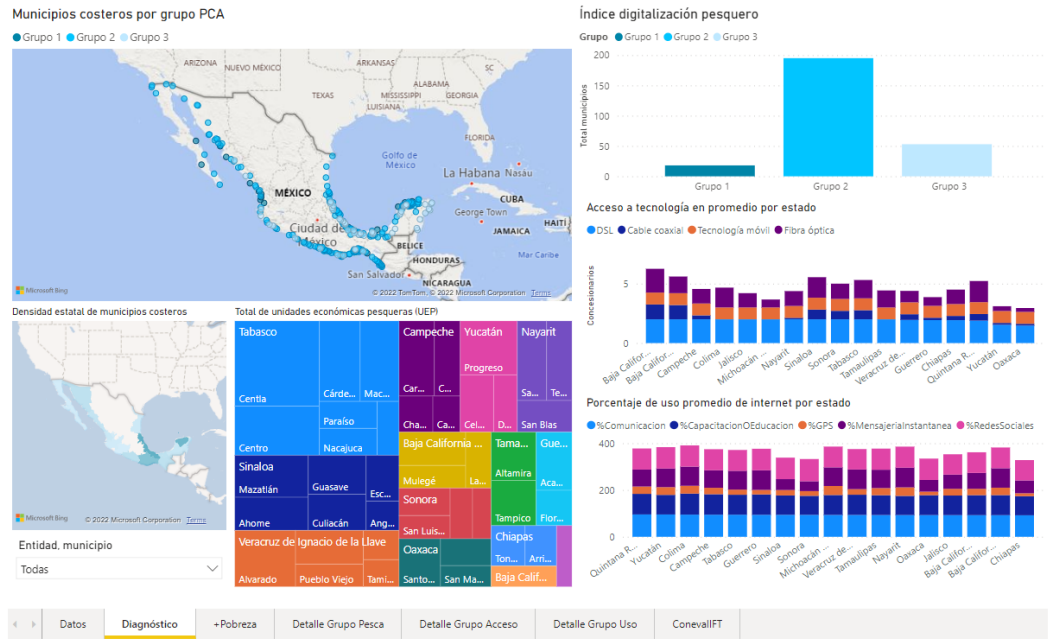 Municipios costeros por grupo PCA
Grupo 1 Grupo 2 Grupo 3
ARIZONA
NUEVO MÉXICO
ARKANSAS
SC
ALABAMA
TEXAS
MISSISSIPPI
GEORGIA
LUISIANA
FLORIDA
Golfo de
México
La Habana
Nasáu
MÉXICO
CUBA
George Town
Ciudad de
México
HAITÍ
JAMAICA
BELICE
Mar Caribe
HONDURAS
San Salvador
NICARAGUA
Microsoft Bing
© 2022 TomTom, © 2022 Microsoft Corporation Terms
Índice digitalización pesquero
Grupo Grupo 1 Grupo 2 Grupo 3
Total municipios
200
150
100
50
0
Grupo 1 Grupo 2 Grupo 3
Acceso a tecnología en promedio por estado
DSL Cable coaxial Tecnología móvil Fibra óptica
Concesionarios
5
0
Baja Califor... Baja Califor... Campeche Colima Jalisco Michoacán ... Nayarit Sinaloa Sonora Tabasco Tamaulipas Veracruz de... Guerrero Chiapas Quintana R... Yucatán Oaxaca
Densidad estatal de municipios costeros
Microsoft Bing
© 2022 Microsoft Corporation Terms
Total de unidades económicas pesqueras (UEP)
Tabasco
Centla
Centro
Cárde...
Mac...
Paraíso
Nacajuca
Sinaloa
Mazatlán
Ahome
Guasave
Culiacán
Esc...
Ang...
Veracruz de Ignacio de la Llave
Alvarado
Pueblo Viejo
Tami...
Campeche
Car...
C...
Cha...
Ca...
Yucatán
Progreso
Cel...
D...
Nayarit
Sa...
Te...
San Blas
Baja California ...
Mulegé
La...
Sonora
San Luis...
Oaxaca
Santo...
San Ma...
Tama...
Altamira
Tampico
Gue...
Aca...
Flor...
Chiapas
Ton...
Arri...
Baja Calif...
Porcentaje de uso promedio de internet por estado
%Comunicacion %CapacitacionOEducacion %GPS %MensajeriaInstantanea %RedesSociales
400
200
0
Quintana R... Yucatán Colima Campeche Tabasco Guerrero Sinaloa Sonora Michoacán ... Veracruz de... Tamaulipas Nayarit Oaxaca Jalisco Baja Califor... Baja Califor... Chiapas
Entidad, municipio
Todas
Datos Diagnóstico +Pobreza Detalle Grupo Pesca Detalle Grupo Acceso Detalle Grupo Uso ConevalIFT